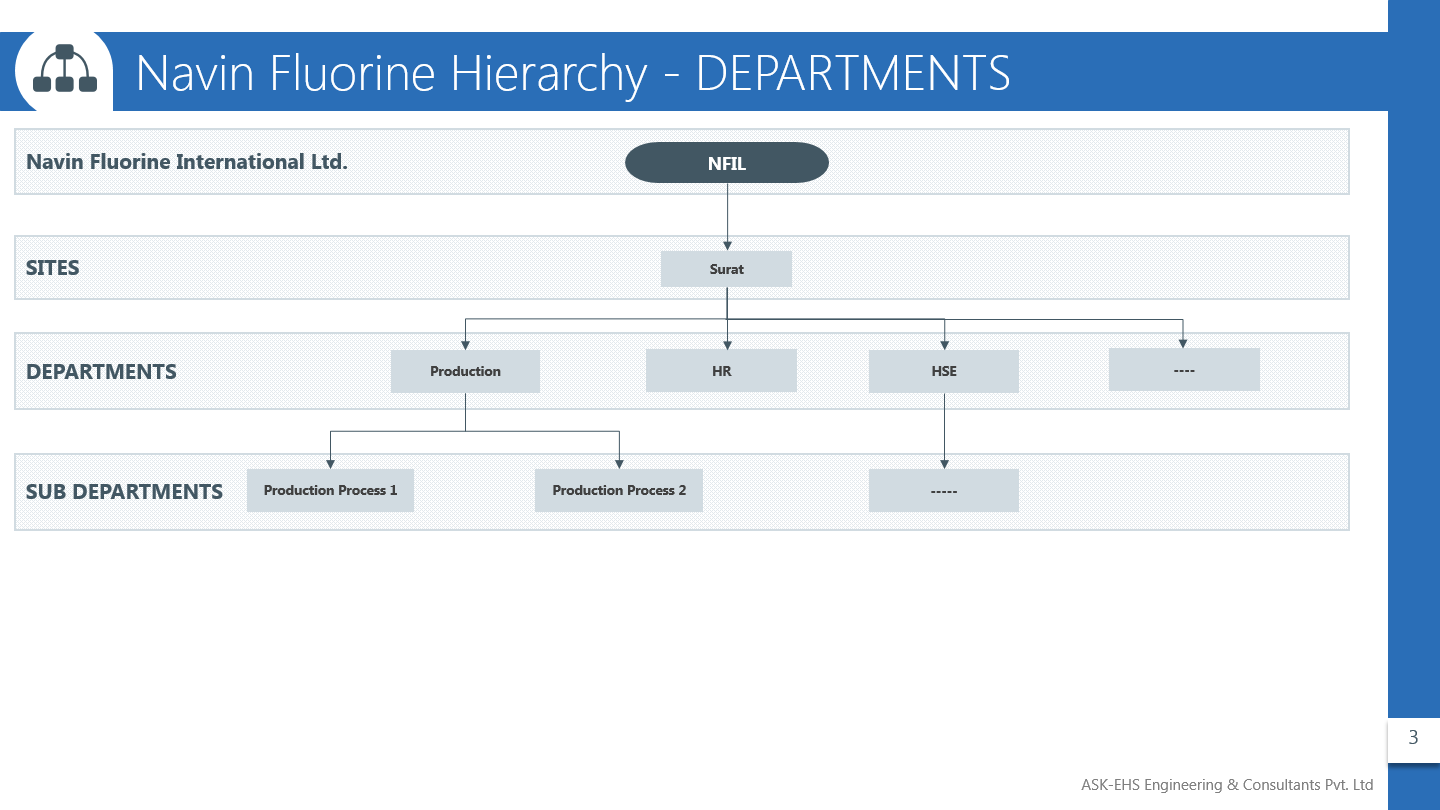 Navin Fluorine Hierarchy - DEPARTMENTS
Navin Fluorine International Ltd.
NFIL
SITES
Surat
DEPARTMENTS
Production
HR
HSE
----
SUB DEPARTMENTS
Production Process 1
Production Process 2
-----
3
ASK-EHS Engineering & Consultants Pvt. Ltd